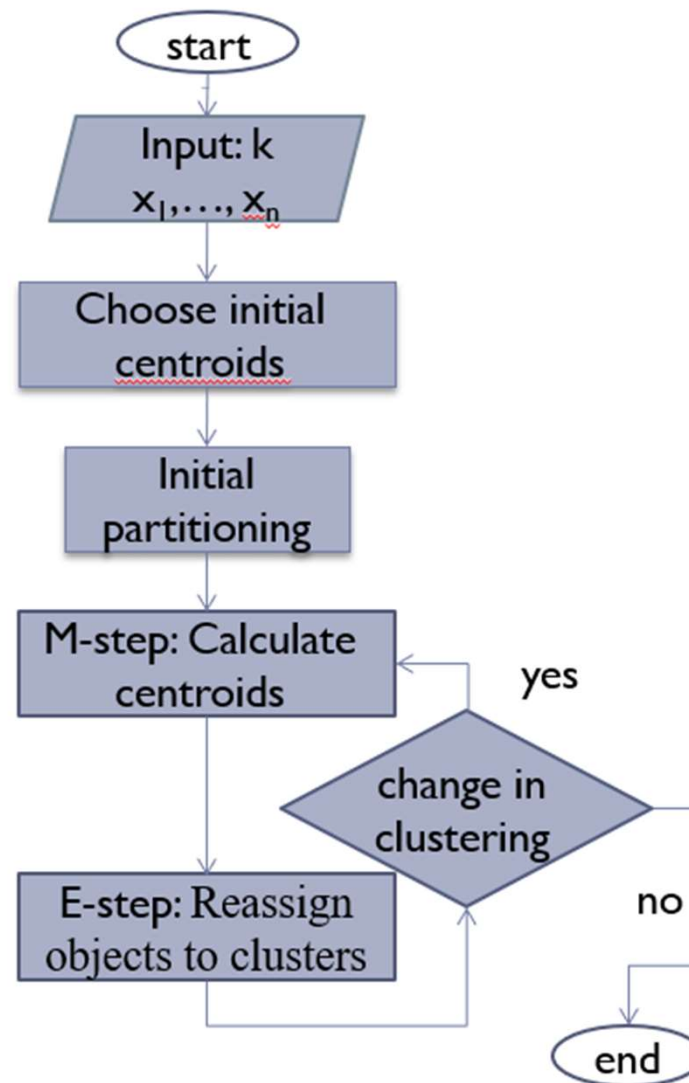 start
Input: k
x₁,…, xₙ
Choose initial
centroids
Initial
partitioning
M-step: Calculate
centroids
yes
change in
clustering
E-step: Reassign
objects to clusters
no
end